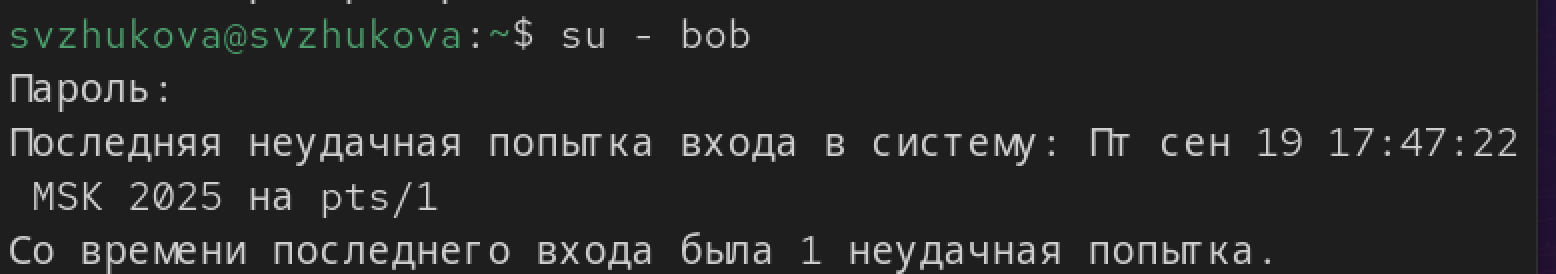 svzhukova@svzhukova:~$ su - bob
Пароль:
Последняя неудачная попытка входа в систему: Пт сен 19 17:47:22
MSK 2025 на pts/1
Со времени последнего входа была 1 неудачная попытка.